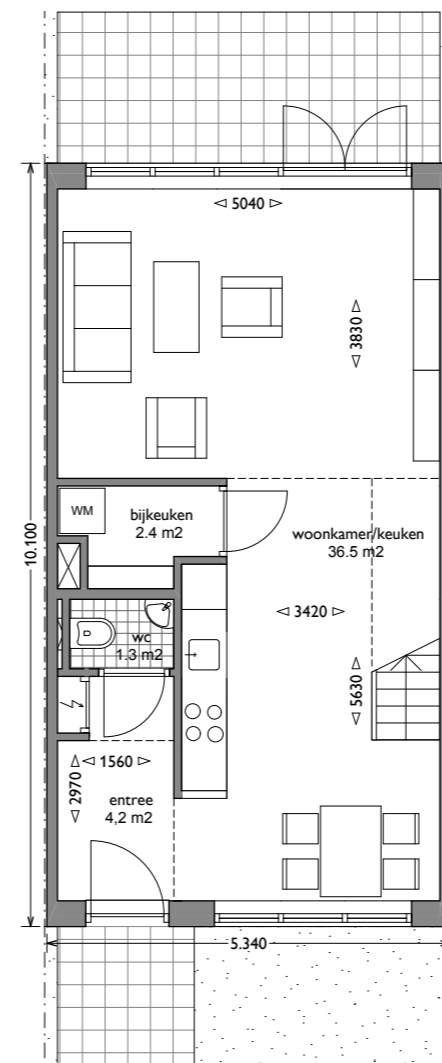 5040
3830
10.100
WM
bijkeuken
2.4 m2
woonkamer/keuken
36.5 m2
3420
wc
1.3 m2
5630
1560
2970
entree
4,2 m2
5.340